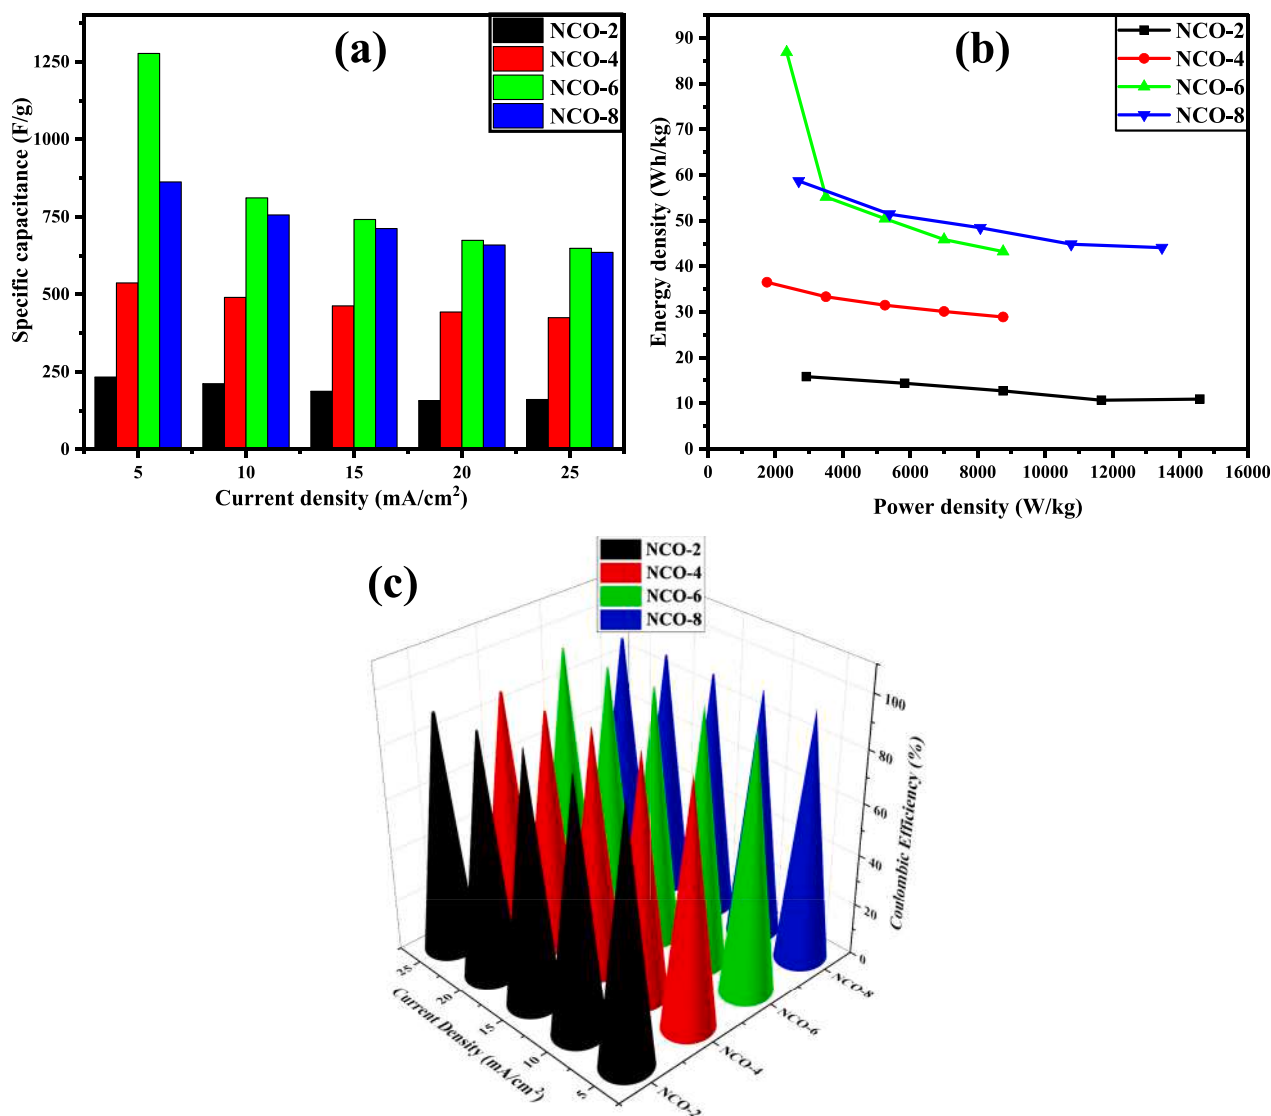 (a)
NCO-2
NCO-4
NCO-6
NCO-8
Specific capacitance (F/g)
1250
1000
750
500
250
0
5 10 15 20 25
Current density (mA/cm²)
(b)
NCO-2
NCO-4
NCO-6
NCO-8
Energy density (Wh/kg)
90
80
70
60
50
40
30
20
10
0
0 2000 4000 6000 8000 10000 12000 14000 16000
Power density (W/kg)
(c)
NCO-2
NCO-4
NCO-6
NCO-8
100
80
60
40
20
0
Coulombic Efficiency (%)
25
20
15
10
5
Current Density (mA/cm²)
NCO-8
NCO-6
NCO-4
NCO-2